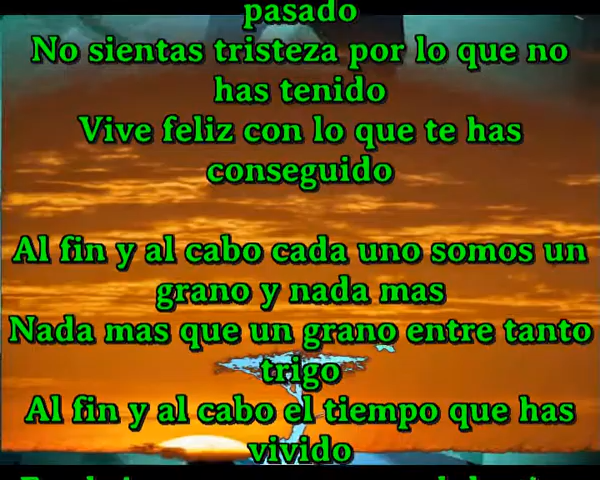 pasado
No sientas tristeza por lo que no
has tenido
Vive feliz con lo que te has
conseguido
Al fin y al cabo cada uno somos un
grano y nada mas
Nada mas que un grano entre tanto
trigo
Al fin y al cabo el tiempo que has
vivido